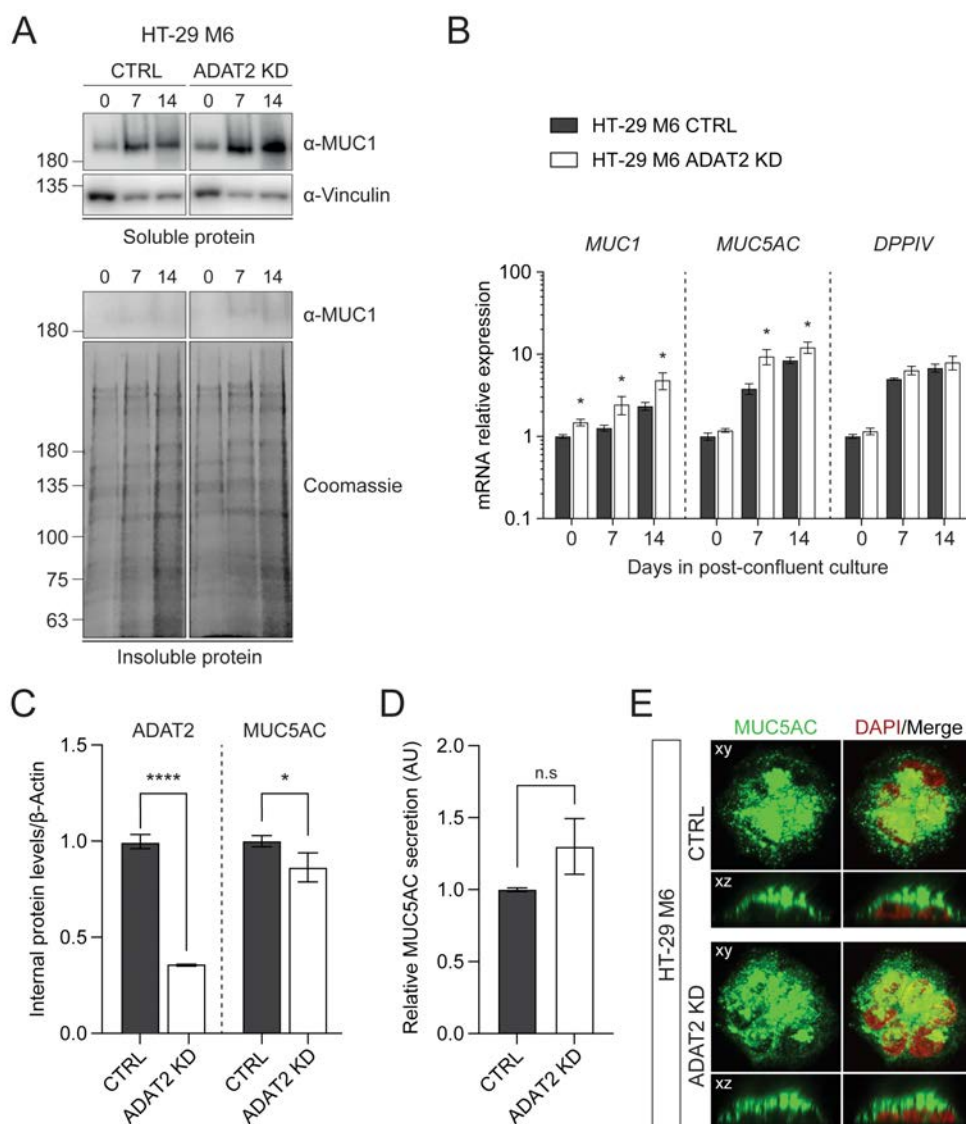 A
HT-29 M6
CTRL ADAT2 KD
0 7 14 0 7 14
α-MUC1
180
135
α-Vinculin
Soluble protein
0 7 14 0 7 14
α-MUC1
180
180
135
Coomassie
100
75
63
Insoluble protein
B
HT-29 M6 CTRL
HT-29 M6 ADAT2 KD
MUC1 MUC5AC DPPIV
mRNA relative expression
100
10
1
0.1
* * * * *
0 7 14 0 7 14 0 7 14
Days in post-confluent culture
C
ADAT2 MUC5AC
Internal protein levels/β-Actin
1.5
1.0
0.5
0.0
**** *
CTRL ADAT2 KD CTRL ADAT2 KD
D
Relative MUC5AC secretion (AU)
2.0
1.5
1.0
0.5
0.0
n.s
CTRL ADAT2 KD
E
MUC5AC DAPI/Merge
HT-29 M6
CTRL
xy
xz
ADAT2 KD
xy
xz